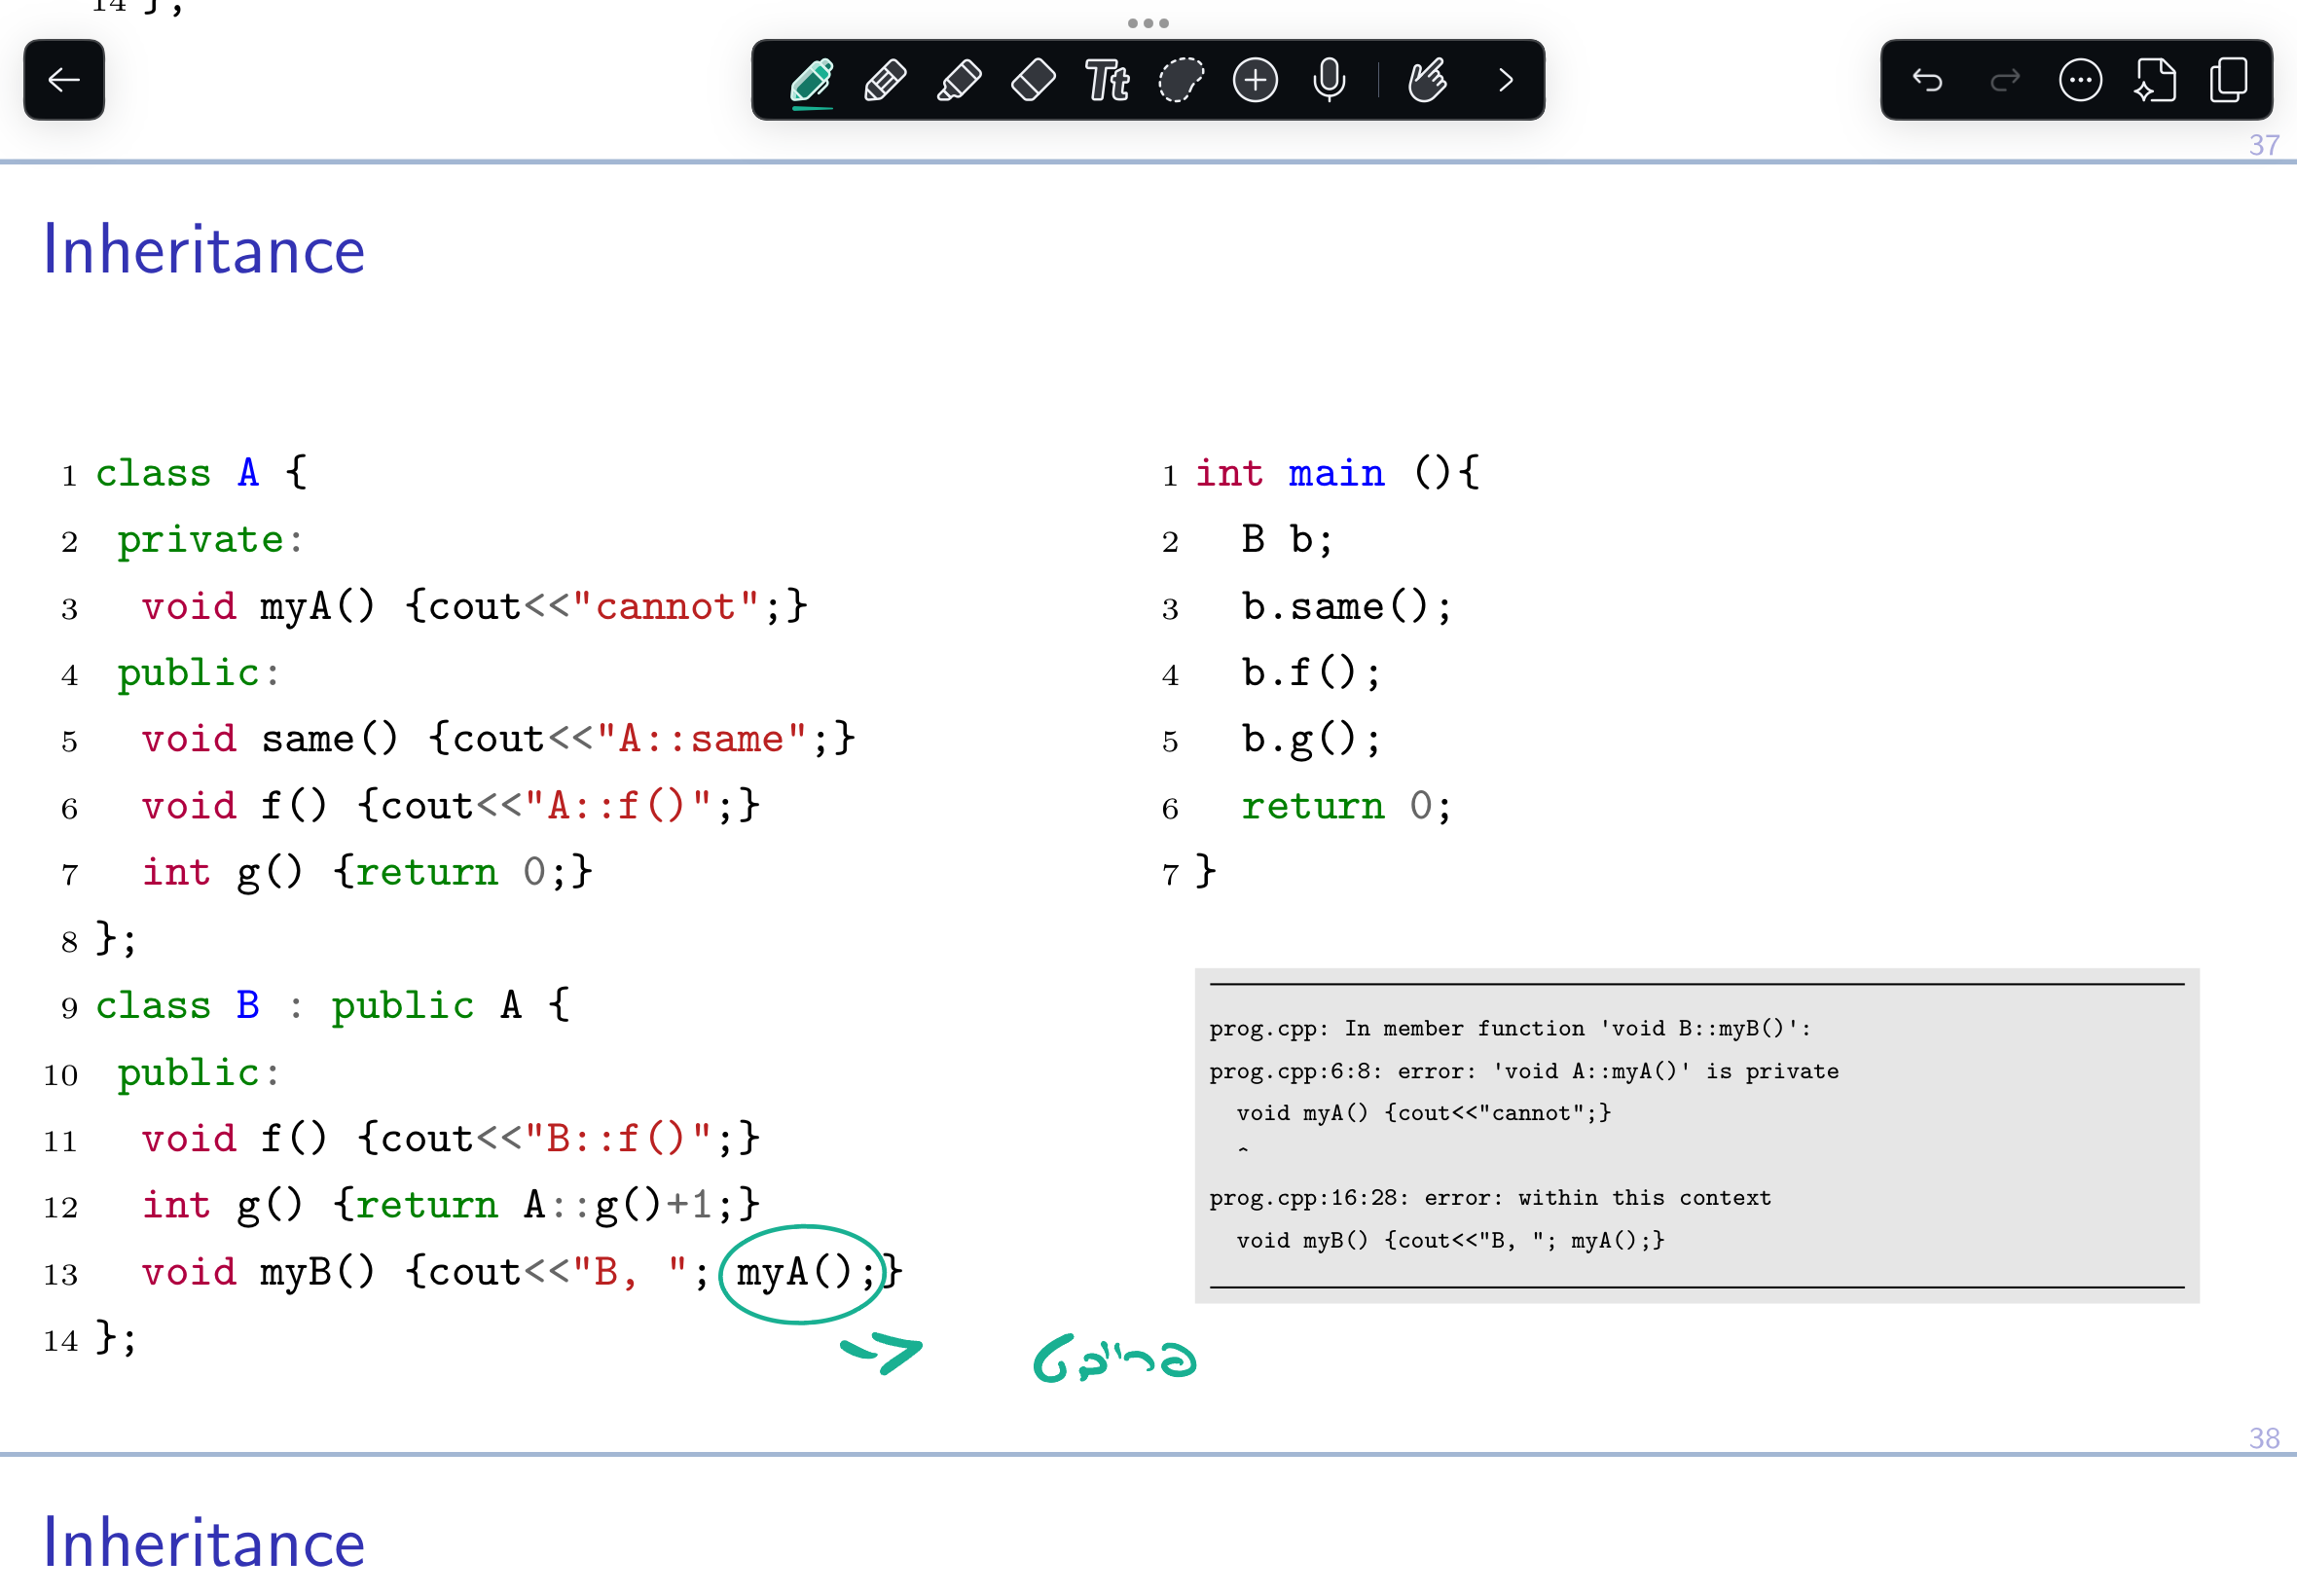 14 };
Tt
37
Inheritance
1 class A {
2 private:
3 void myA() {cout<<"cannot";}
4 public:
5 void same() {cout<<"A::same";}
6 void f() {cout<<"A::f()";}
7 int g() {return 0;}
8 };
9 class B : public A {
10 public:
11 void f() {cout<<"B::f()";}
12 int g() {return A::g()+1;}
13 void myB() {cout<<"B, "; myA();}
14 };
1 int main (){
2 B b;
3 b.same();
4 b.f();
5 b.g();
6 return 0;
7 }
prog.cpp: In member function 'void B::myB()':
prog.cpp:6:8: error: 'void A::myA()' is private
void myA() {cout<<"cannot";}
^
prog.cpp:16:28: error: within this context
void myB() {cout<<"B, "; myA();}
38
Inheritance